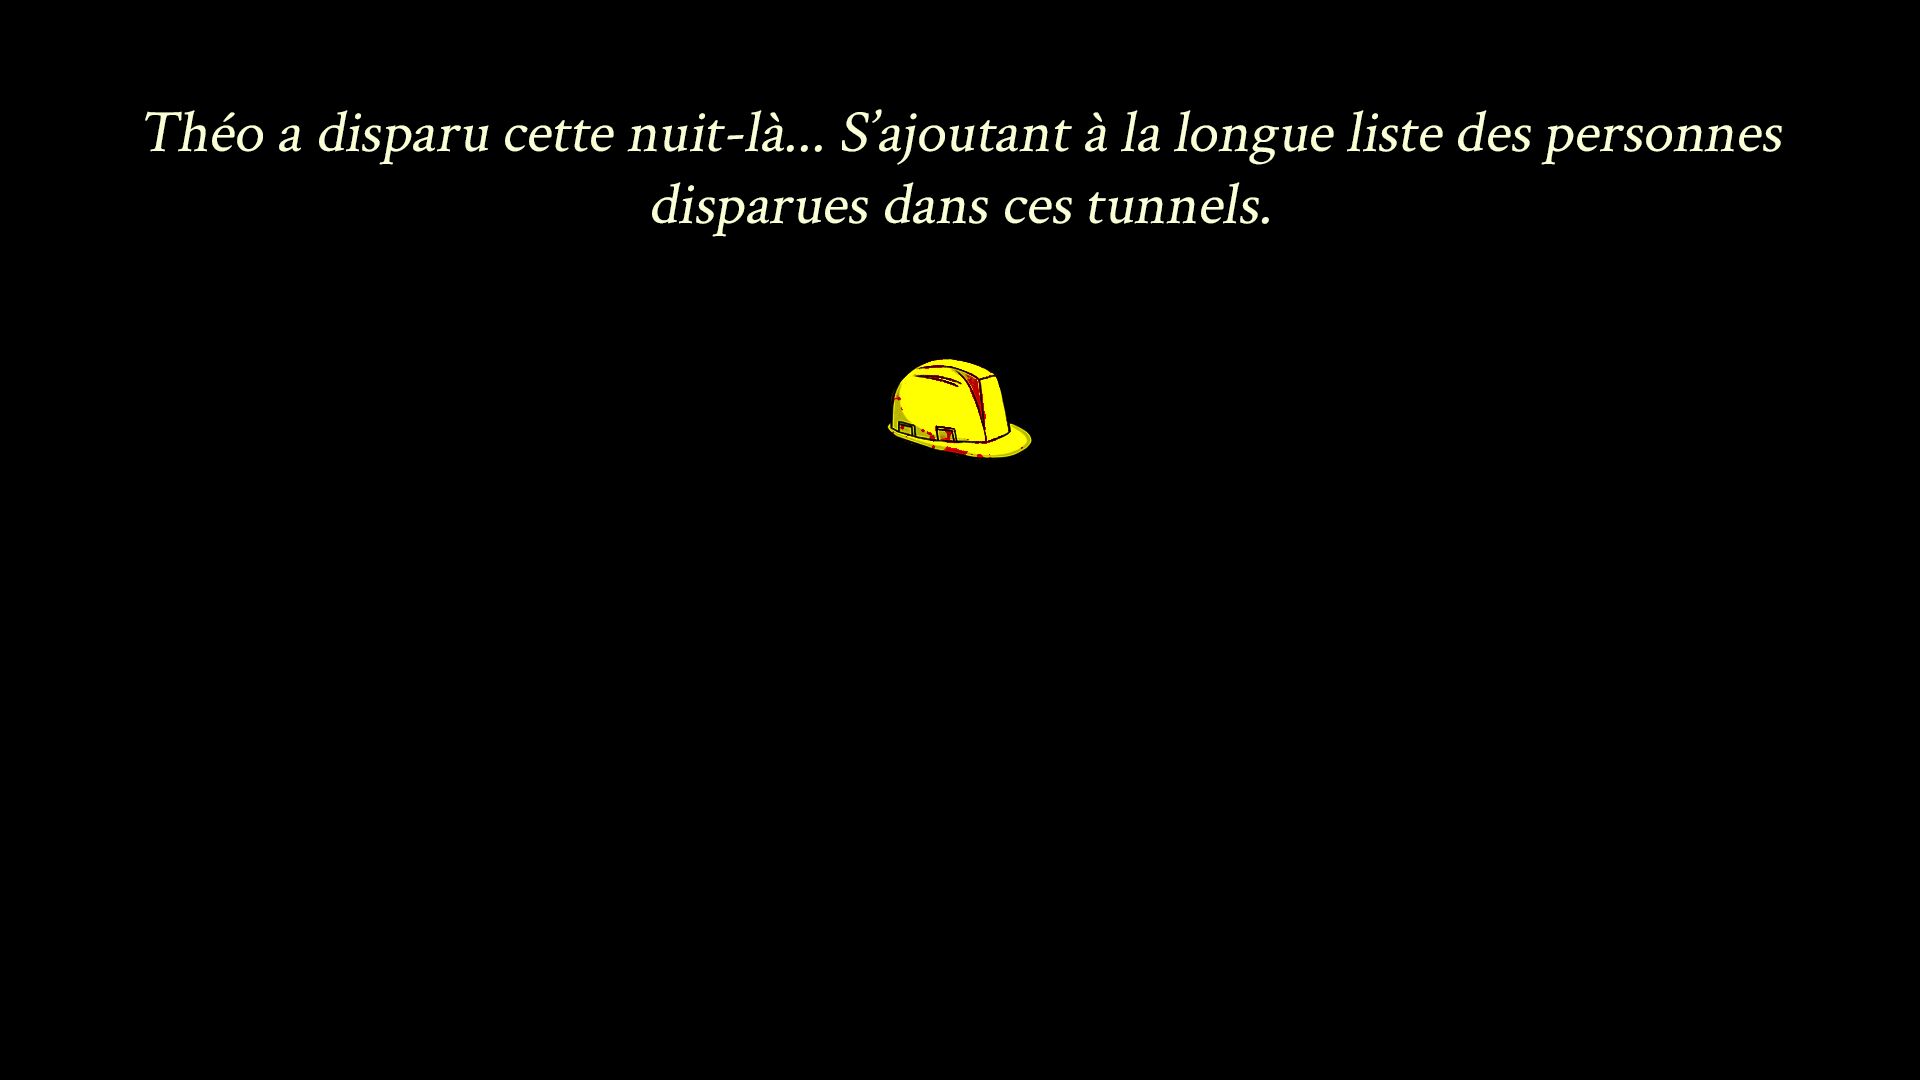 Théo a disparu cette nuit-là... S’ajoutant à la longue liste des personnes
disparues dans ces tunnels.